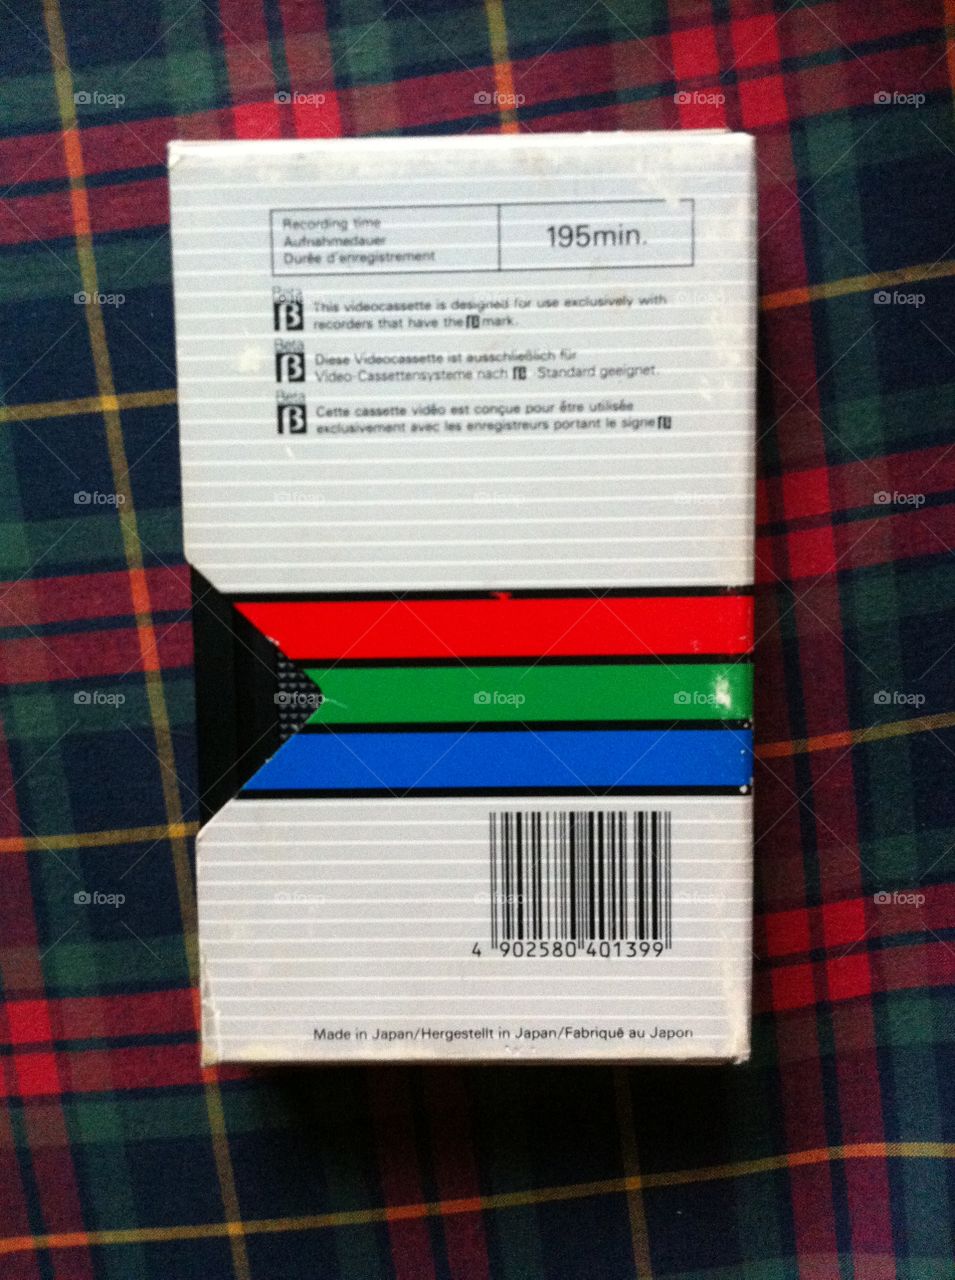 Recording time
Aufnahmedauer
Durée d'enregistrement
195min.
Beta
This videocassette is designed for use exclusively with
recorders that have the β mark.
Beta
Diese Videocassette ist ausschließlich für
Video-Cassettensysteme nach β -Standard geeignet.
Beta
Cette cassette vidéo est conçue pour être utilisée
exclusivement avec les enregistreurs portant le signe β
4 902580 401399
Made in Japan/Hergestellt in Japan/Fabriqué au Japon
foap